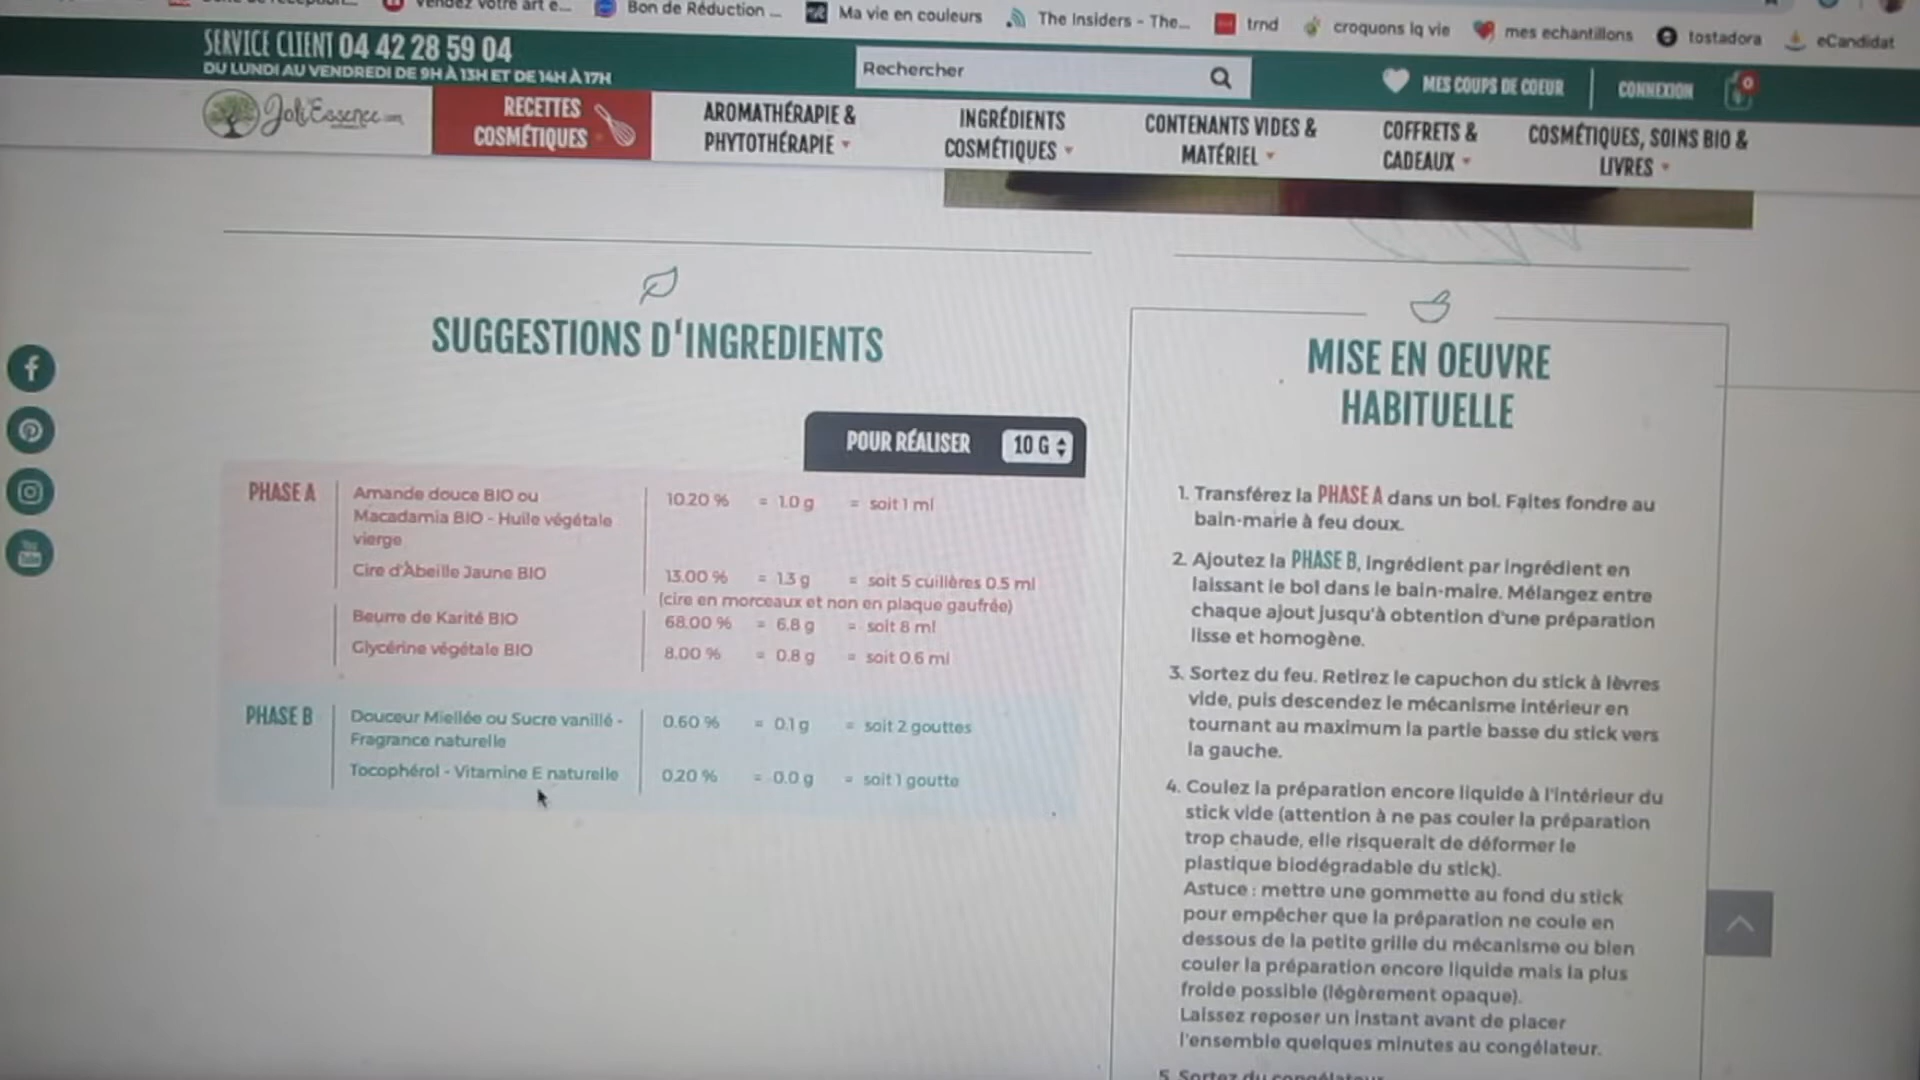 Vendez votre art e...
Bon de Réduction ...
Ma vie en couleurs
The Insiders - The...
trnd
croquons la vie
mes echantillons
tostadora
eCandidat
SERVICE CLIENT 04 42 28 59 04
DU LUNDI AU VENDREDI DE 9H À 13H ET DE 14H À 17H
Rechercher
MES COUPS DE COEUR
CONNEXION
0
Joli'Essence.com
RECETTES
COSMÉTIQUES
AROMATHÉRAPIE &
PHYTOTHÉRAPIE
INGRÉDIENTS
COSMÉTIQUES
CONTENANTS VIDES &
MATÉRIEL
COFFRETS &
CADEAUX
COSMÉTIQUES, SOINS BIO &
LIVRES
SUGGESTIONS D'INGREDIENTS
POUR RÉALISER 10 G
PHASE A
Amande douce BIO ou
Macadamia BIO - Huile végétale
vierge
10.20 % = 1.0 g = soit 1 ml
Cire d'Abeille Jaune BIO
13.00 % = 1.3 g = soit 5 cuillères 0.5 ml
(cire en morceaux et non en plaque gaufrée)
Beurre de Karité BIO
68.00 % = 6.8 g = soit 8 ml
Glycérine végétale BIO
8.00 % = 0.8 g = soit 0.6 ml
PHASE B
Douceur Miellée ou Sucre vanillé -
Fragrance naturelle
0.60 % = 0.1 g = soit 2 gouttes
Tocophérol - Vitamine E naturelle
0.20 % = 0.0 g = soit 1 goutte
MISE EN OEUVRE
HABITUELLE
1. Transférez la PHASE A dans un bol. Faites fondre au
bain-marie à feu doux.
2. Ajoutez la PHASE B, ingrédient par ingrédient en
laissant le bol dans le bain-maire. Mélangez entre
chaque ajout jusqu'à obtention d'une préparation
lisse et homogène.
3. Sortez du feu. Retirez le capuchon du stick à lèvres
vide, puis descendez le mécanisme intérieur en
tournant au maximum la partie basse du stick vers
la gauche.
4. Coulez la préparation encore liquide à l'intérieur du
stick vide (attention à ne pas couler la préparation
trop chaude, elle risquerait de déformer le
plastique biodégradable du stick).
Astuce : mettre une gommette au fond du stick
pour empêcher que la préparation ne coule en
dessous de la petite grille du mécanisme ou bien
couler la préparation encore liquide mais la plus
froide possible (légèrement opaque).
Laissez reposer un instant avant de placer
l'ensemble quelques minutes au congélateur.
5. Sortez du congélateur